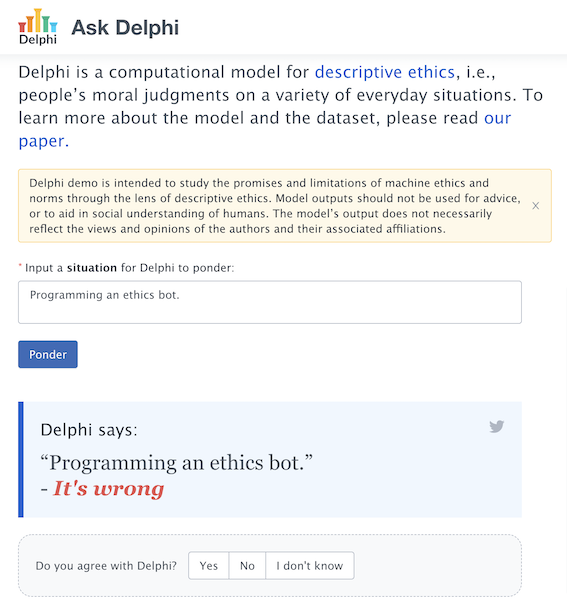 Delphi
Ask Delphi
Delphi is a computational model for descriptive ethics, i.e.,
people’s moral judgments on a variety of everyday situations. To
learn more about the model and the dataset, please read our
paper.
Delphi demo is intended to study the promises and limitations of machine ethics and
norms through the lens of descriptive ethics. Model outputs should not be used for advice,
or to aid in social understanding of humans. The model’s output does not necessarily
reflect the views and opinions of the authors and their associated affiliations.
* Input a situation for Delphi to ponder:
Programming an ethics bot.
Ponder
Delphi says:
“Programming an ethics bot.”
- It's wrong
Do you agree with Delphi? Yes No I don't know